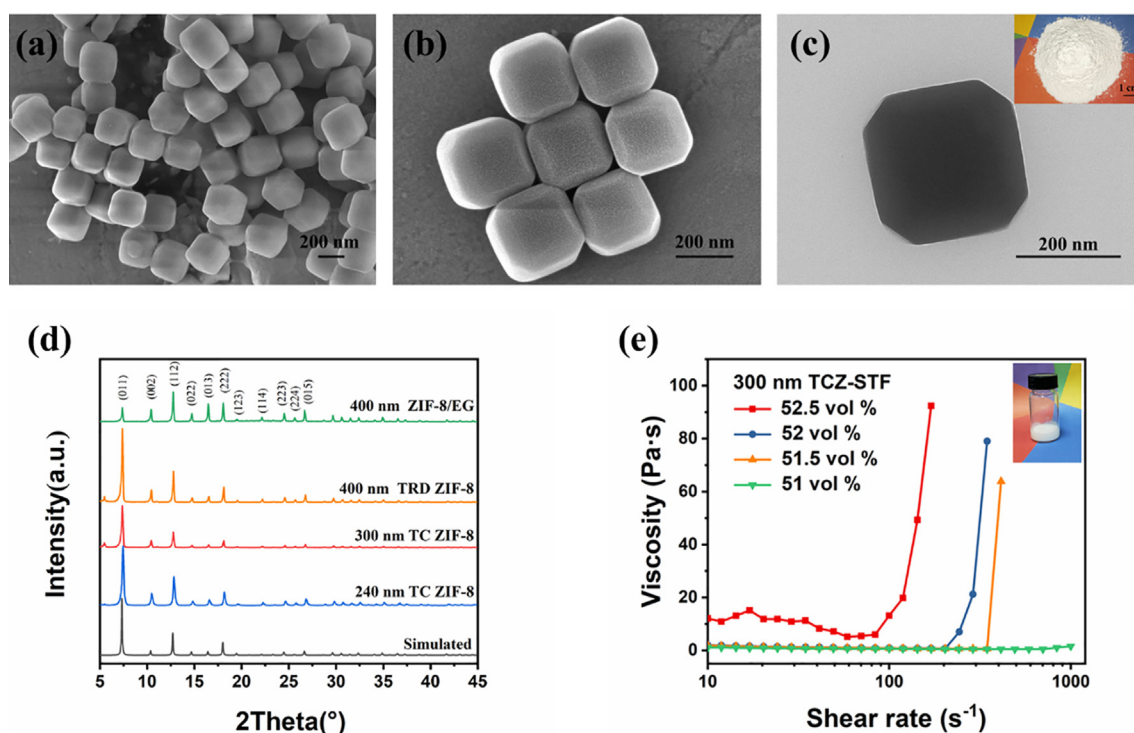 (a)
200 nm
(b)
200 nm
(c)
1 cm
200 nm
(d)
Intensity(a.u.)
(011)
(002)
(112)
(022)
(013)
(222)
(123)
(114)
(223)
(224)
(015)
400 nm ZIF-8/EG
400 nm TRD ZIF-8
300 nm TC ZIF-8
240 nm TC ZIF-8
Simulated
5 10 15 20 25 30 35 40 45
2Theta(°)
(e)
Viscosity (Pa·s)
100
80
60
40
20
0
300 nm TCZ-STF
52.5 vol %
52 vol %
51.5 vol %
51 vol %
10 100 1000
Shear rate (s⁻¹)